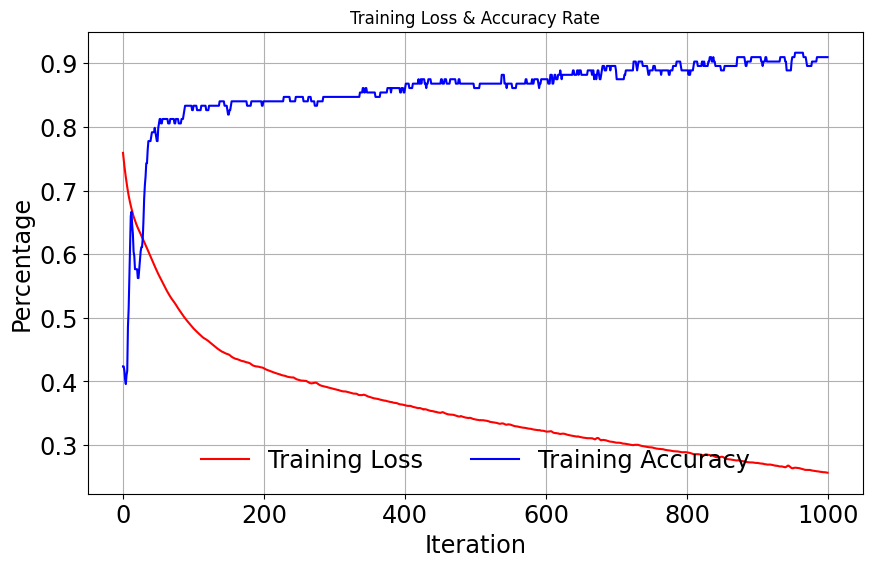 Training Loss & Accuracy Rate
Percentage
0.9
0.8
0.7
0.6
0.5
0.4
0.3
Training Loss
Training Accuracy
0 200 400 600 800 1000
Iteration